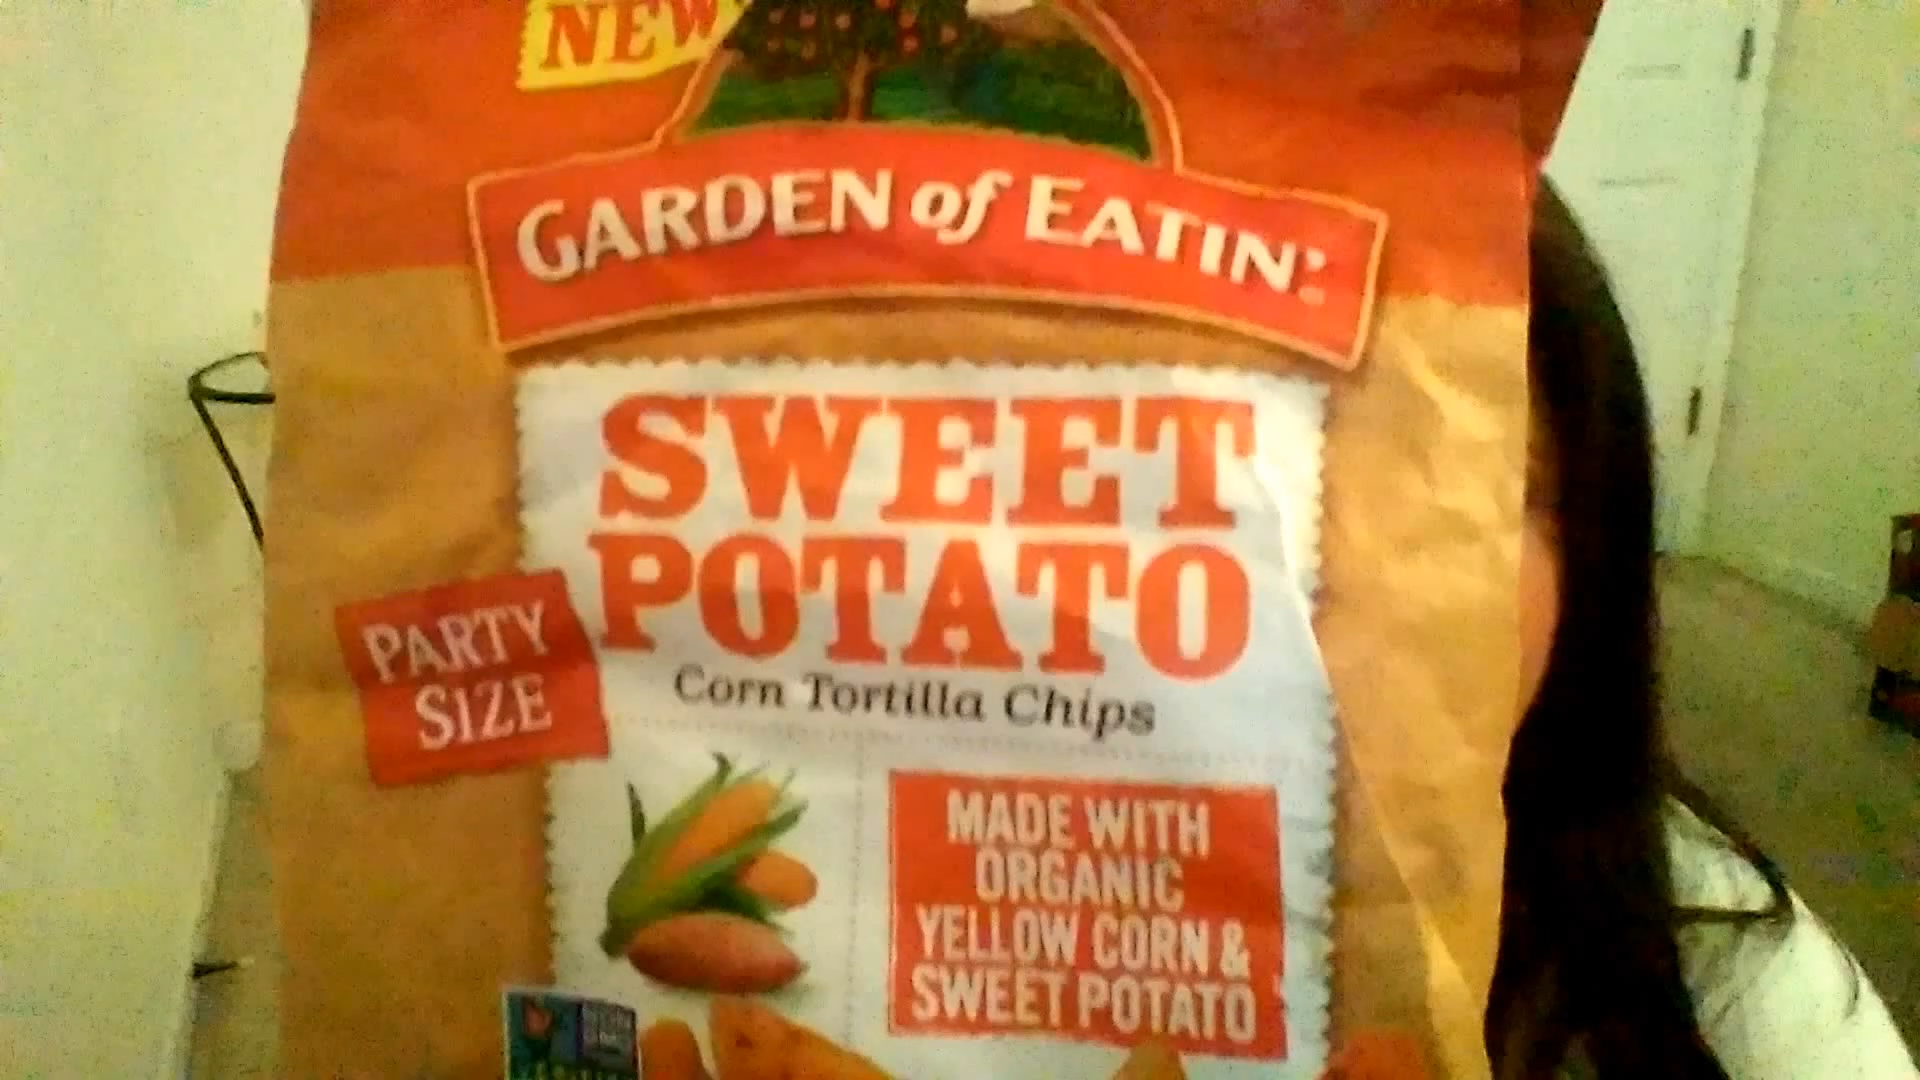 NEW
GARDEN of EATIN'
SWEET
POTATO
Corn Tortilla Chips
PARTY
SIZE
MADE WITH
ORGANIC
YELLOW CORN &
SWEET POTATO